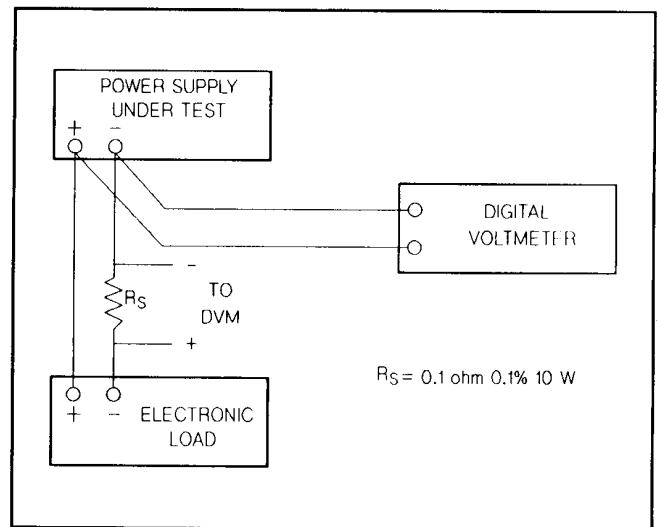 POWER SUPPLY
UNDER TEST
+ −
DIGITAL
VOLTMETER
−
RS
TO
DVM
+
RS = 0.1 ohm 0.1% 10 W
+ − ELECTRONIC
LOAD